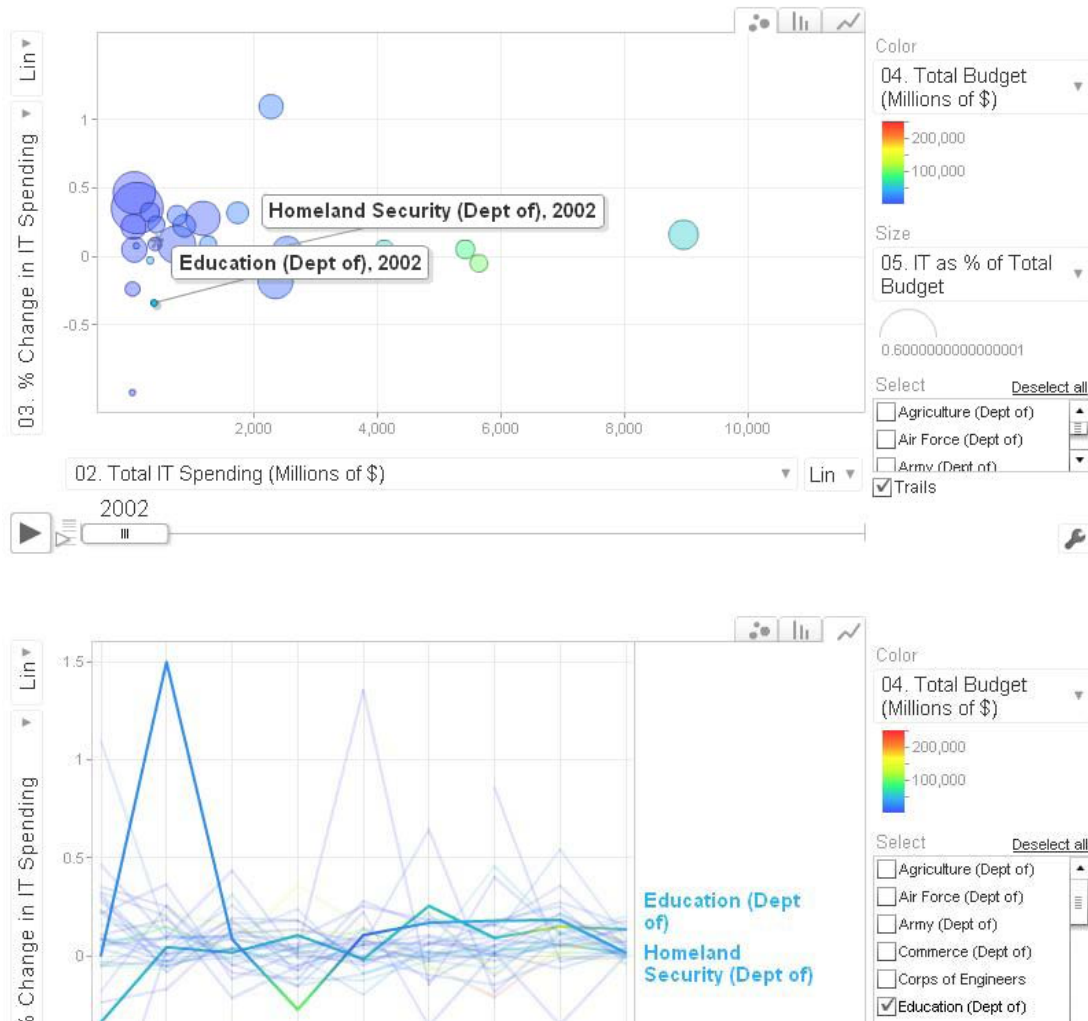 Color
04. Total Budget
(Millions of $)
200,000
100,000
Size
05. IT as % of Total
Budget
0.6000000000000001
Select Deselect all
Agriculture (Dept of)
Air Force (Dept of)
Army (Dept of)
Trails
Lin
03. % Change in IT Spending
1
0.5
0
-0.5
Homeland Security (Dept of), 2002
Education (Dept of), 2002
2,000 4,000 6,000 8,000 10,000
02. Total IT Spending (Millions of $) Lin
2002
Color
04. Total Budget
(Millions of $)
200,000
100,000
Select Deselect all
Agriculture (Dept of)
Air Force (Dept of)
Army (Dept of)
Commerce (Dept of)
Corps of Engineers
Education (Dept of)
Lin
Change in IT Spending
1.5
1
0.5
0
Education (Dept
of)
Homeland
Security (Dept of)